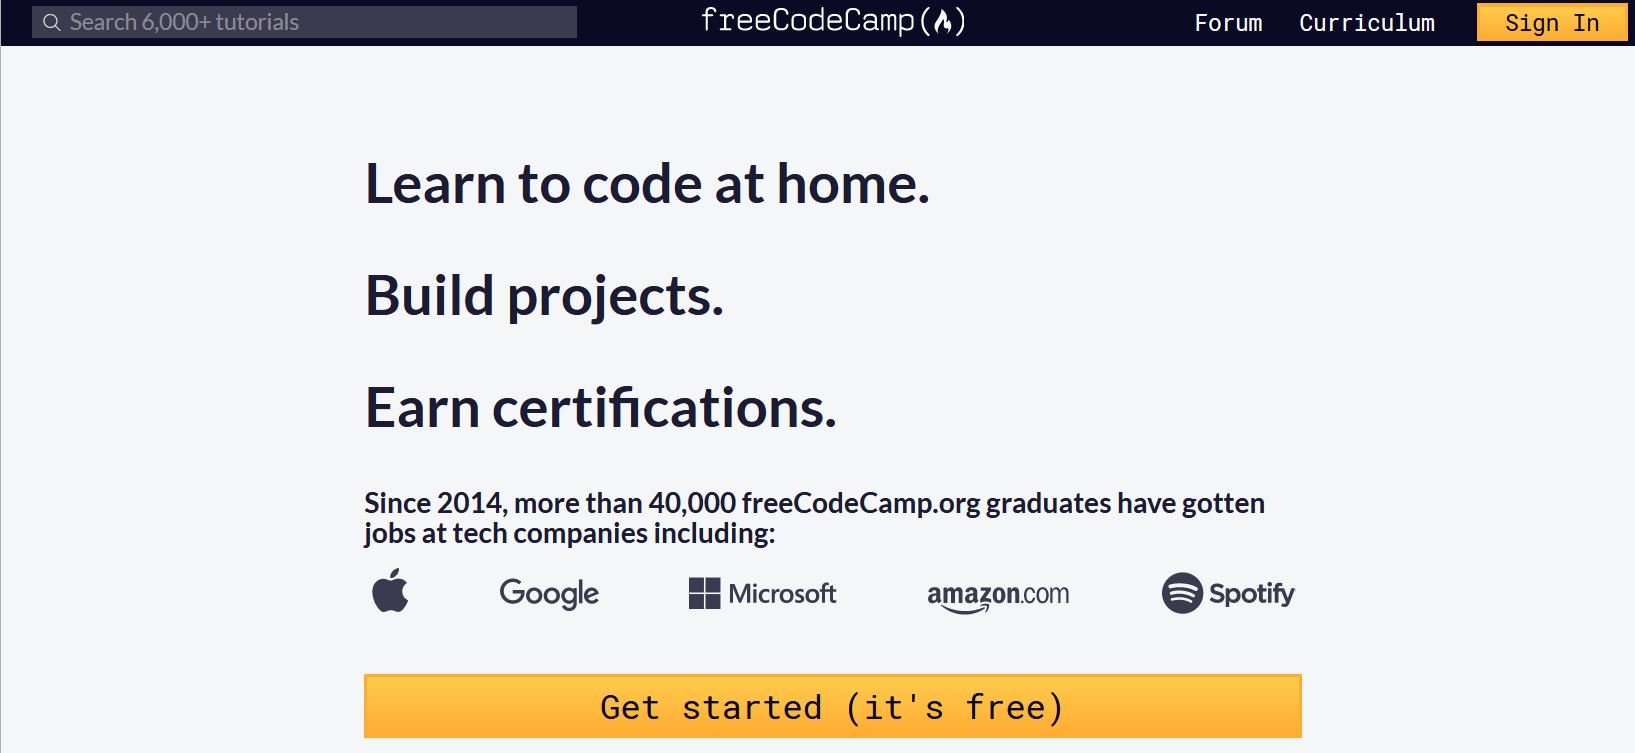 Search 6,000+ tutorials
freeCodeCamp(🔥)
Forum
Curriculum
Sign In
Learn to code at home.
Build projects.
Earn certifications.
Since 2014, more than 40,000 freeCodeCamp.org graduates have gotten
jobs at tech companies including:
Google
Microsoft
amazon.com
Spotify
Get started (it's free)